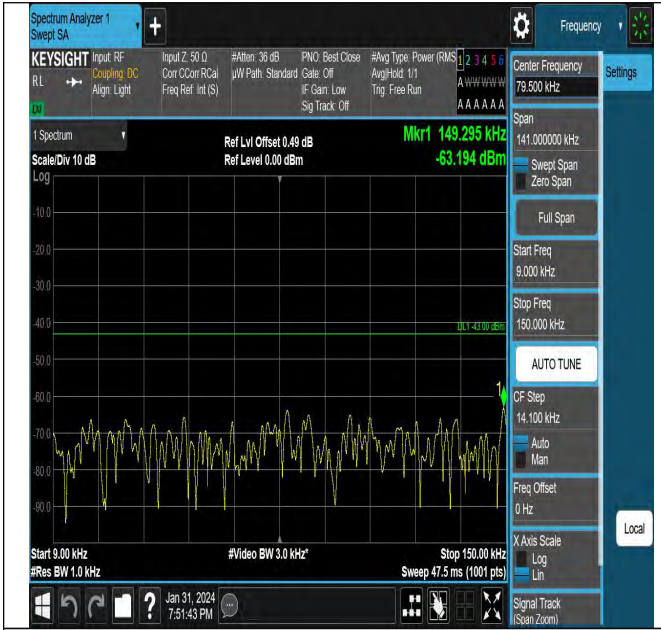 Spectrum Analyzer 1
Swept SA
+
Frequency
KEYSIGHT
RL
Input: RF
Coupling: DC
Align: Light
Input Z: 50 Ω
Corr CCorr RCal
Freq Ref: Int (S)
#Atten: 36 dB
µW Path: Standard
PNO: Best Close
Gate: Off
IF Gain: Low
Sig Track: Off
#Avg Type: Power (RMS
Avg|Hold: 1/1
Trig: Free Run
1 2 3 4 5 6
A W W W W W
A A A A A A
1 Spectrum
Scale/Div 10 dB
Log
Ref Lvl Offset 0.49 dB
Ref Level 0.00 dBm
Mkr1 149.295 kHz
-63.194 dBm
-10.0
-20.0
-30.0
-40.0
DL1 -43.00 dBm
-50.0
-60.0
1
-70.0
-80.0
-90.0
Start 9.00 kHz
#Res BW 1.0 kHz
#Video BW 3.0 kHz*
Stop 150.00 kHz
Sweep 47.5 ms (1001 pts)
?
Jan 31, 2024
7:51:43 PM
Center Frequency
79.500 kHz
Settings
Span
141.000000 kHz
Swept Span
Zero Span
Full Span
Start Freq
9.000 kHz
Stop Freq
150.000 kHz
AUTO TUNE
CF Step
14.100 kHz
Auto
Man
Freq Offset
0 Hz
Local
X Axis Scale
Log
Lin
Signal Track
(Span Zoom)